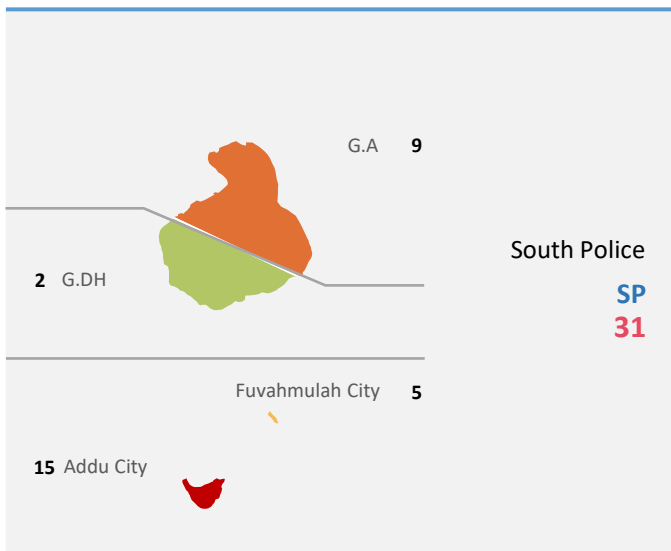 G.A 9
South Police
2 G.DH
SP
31
Fuvahmulah City 5
15 Addu City